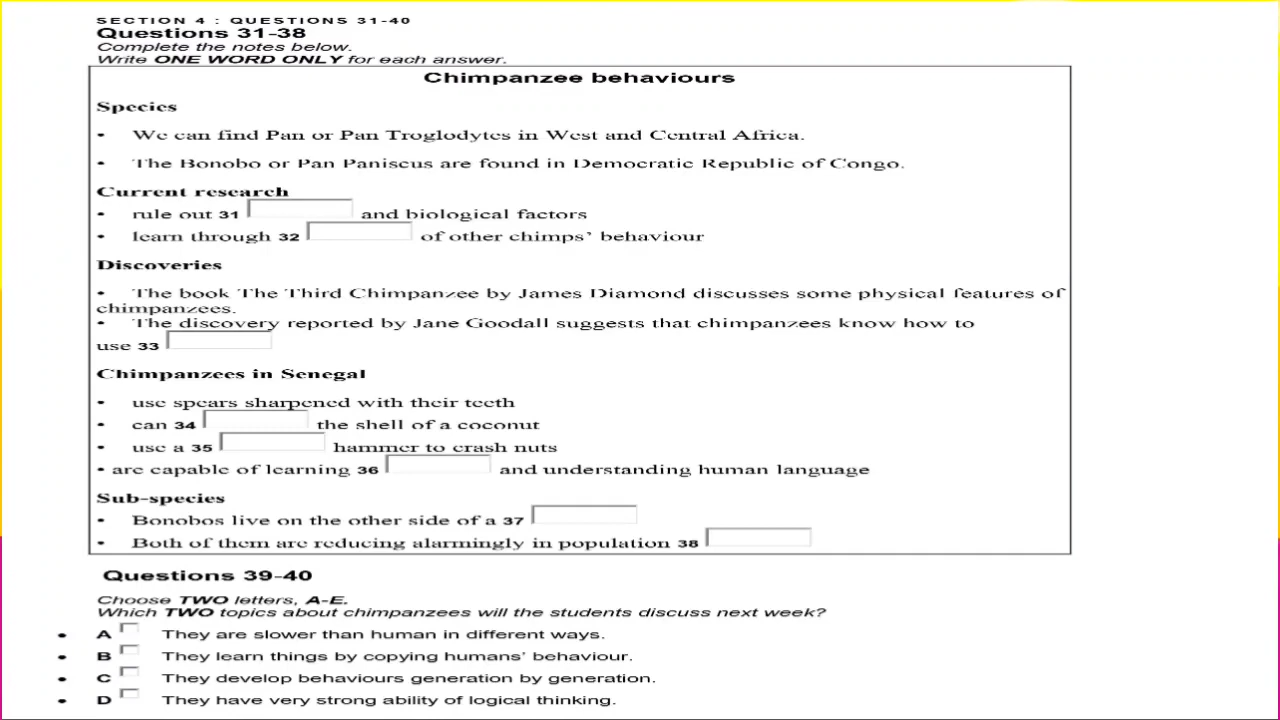 SECTION 4 : QUESTIONS 31-40
Questions 31-38
Complete the notes below.
Write ONE WORD ONLY for each answer.
Chimpanzee behaviours
Species
• We can find Pan or Pan Troglodytes in West and Central Africa.
• The Bonobo or Pan Paniscus are found in Democratic Republic of Congo.
Current research
• rule out 31 and biological factors
• learn through 32 of other chimps' behaviour
Discoveries
• The book The Third Chimpanzee by James Diamond discusses some physical features of
chimpanzees.
• The discovery reported by Jane Goodall suggests that chimpanzees know how to
use 33
Chimpanzees in Senegal
• use spears sharpened with their teeth
• can 34 the shell of a coconut
• use a 35 hammer to crash nuts
• are capable of learning 36 and understanding human language
Sub-species
• Bonobos live on the other side of a 37
• Both of them are reducing alarmingly in population 38
Questions 39-40
Choose TWO letters, A-E.
Which TWO topics about chimpanzees will the students discuss next week?
• A They are slower than human in different ways.
• B They learn things by copying humans' behaviour.
• C They develop behaviours generation by generation.
• D They have very strong ability of logical thinking.